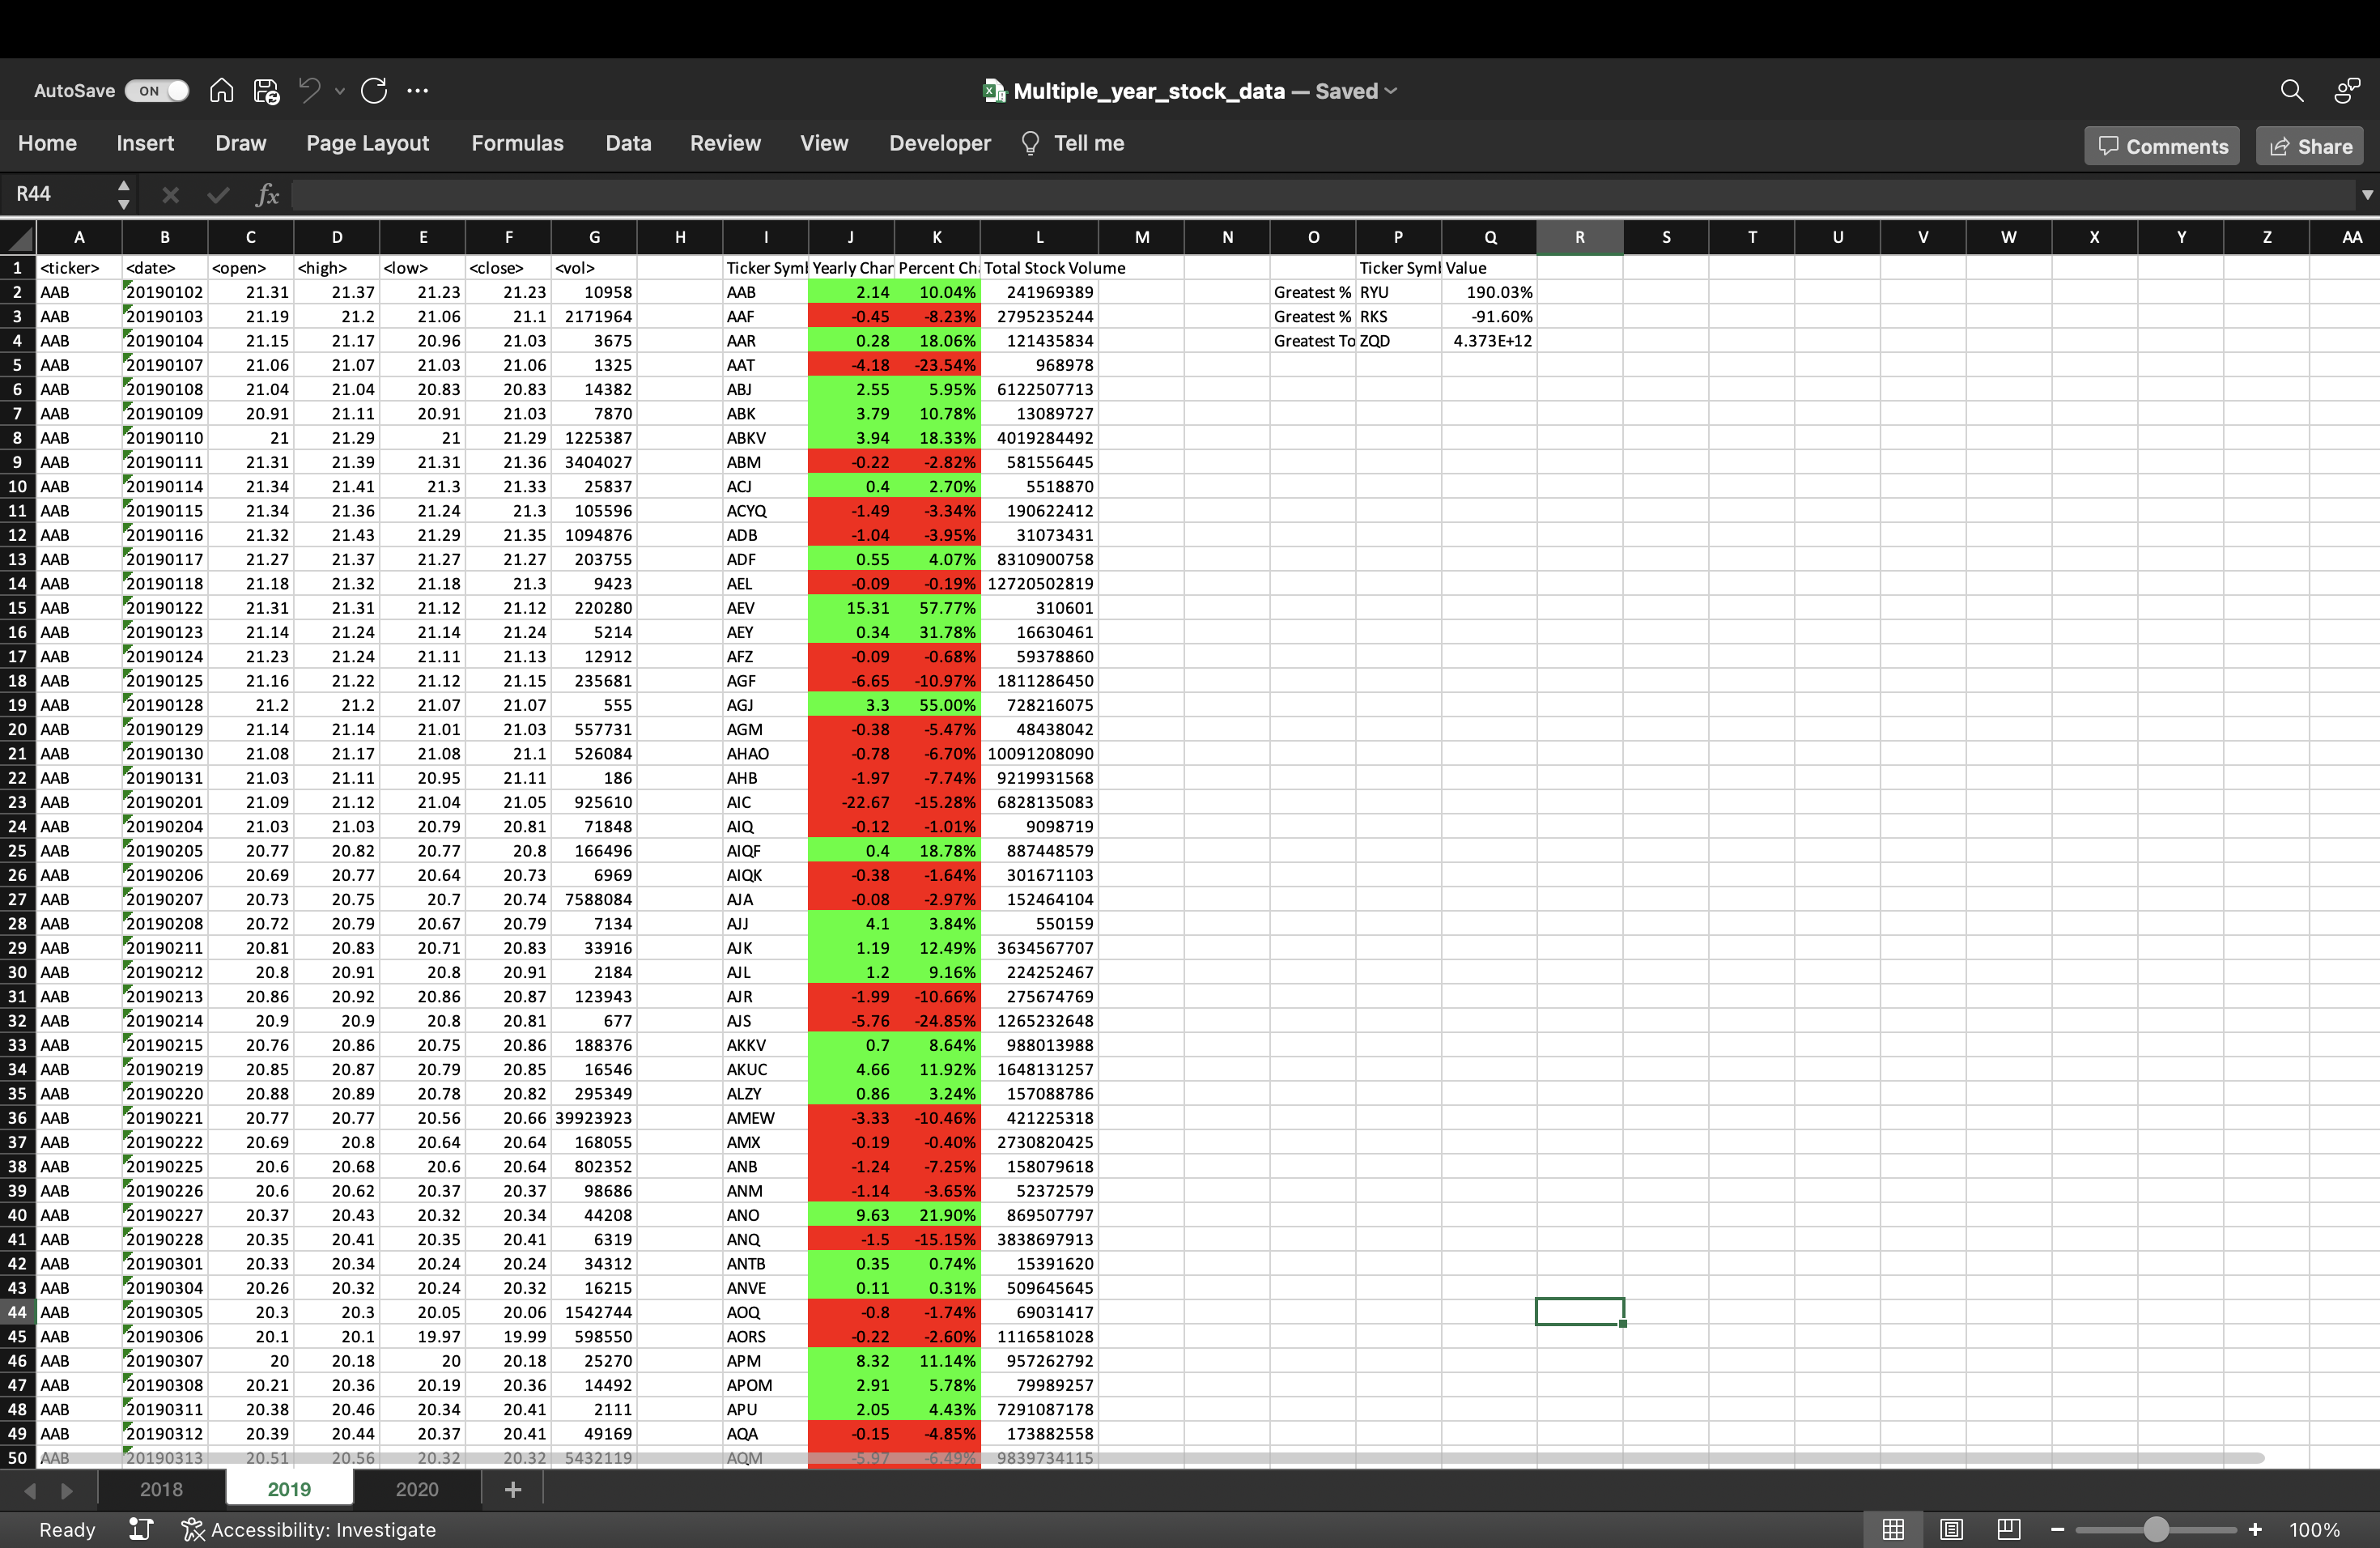 AutoSave ON Multiple_year_stock_data — Saved
Home Insert Draw Page Layout Formulas Data Review View Developer Tell me Comments Share
R44 fx
A B C D E F G H I J K L M N O P Q R S T U V W X Y Z AA
1 <ticker> <date> <open> <high> <low> <close> <vol> Ticker Syml Yearly Char Percent Ch Total Stock Volume Ticker Syml Value
2 AAB 20190102 21.31 21.37 21.23 21.23 10958 AAB 2.14 10.04% 241969389 Greatest % RYU 190.03%
3 AAB 20190103 21.19 21.2 21.06 21.1 2171964 AAF -0.45 -8.23% 2795235244 Greatest % RKS -91.60%
4 AAB 20190104 21.15 21.17 20.96 21.03 3675 AAR 0.28 18.06% 121435834 Greatest To ZQD 4.373E+12
5 AAB 20190107 21.06 21.07 21.03 21.06 1325 AAT -4.18 -23.54% 968978
6 AAB 20190108 21.04 21.04 20.83 20.83 14382 ABJ 2.55 5.95% 6122507713
7 AAB 20190109 20.91 21.11 20.91 21.03 7870 ABK 3.79 10.78% 13089727
8 AAB 20190110 21 21.29 21 21.29 1225387 ABKV 3.94 18.33% 4019284492
9 AAB 20190111 21.31 21.39 21.31 21.36 3404027 ABM -0.22 -2.82% 581556445
10 AAB 20190114 21.34 21.41 21.3 21.33 25837 ACJ 0.4 2.70% 5518870
11 AAB 20190115 21.34 21.36 21.24 21.3 105596 ACYQ -1.49 -3.34% 190622412
12 AAB 20190116 21.32 21.43 21.29 21.35 1094876 ADB -1.04 -3.95% 31073431
13 AAB 20190117 21.27 21.37 21.27 21.27 203755 ADF 0.55 4.07% 8310900758
14 AAB 20190118 21.18 21.32 21.18 21.3 9423 AEL -0.09 -0.19% 12720502819
15 AAB 20190122 21.31 21.31 21.12 21.12 220280 AEV 15.31 57.77% 310601
16 AAB 20190123 21.14 21.24 21.14 21.24 5214 AEY 0.34 31.78% 16630461
17 AAB 20190124 21.23 21.24 21.11 21.13 12912 AFZ -0.09 -0.68% 59378860
18 AAB 20190125 21.16 21.22 21.12 21.15 235681 AGF -6.65 -10.97% 1811286450
19 AAB 20190128 21.2 21.2 21.07 21.07 555 AGJ 3.3 55.00% 728216075
20 AAB 20190129 21.14 21.14 21.01 21.03 557731 AGM -0.38 -5.47% 48438042
21 AAB 20190130 21.08 21.17 21.08 21.1 526084 AHAO -0.78 -6.70% 10091208090
22 AAB 20190131 21.03 21.11 20.95 21.11 186 AHB -1.97 -7.74% 9219931568
23 AAB 20190201 21.09 21.12 21.04 21.05 925610 AIC -22.67 -15.28% 6828135083
24 AAB 20190204 21.03 21.03 20.79 20.81 71848 AIQ -0.12 -1.01% 9098719
25 AAB 20190205 20.77 20.82 20.77 20.8 166496 AIQF 0.4 18.78% 887448579
26 AAB 20190206 20.69 20.77 20.64 20.73 6969 AIQK -0.38 -1.64% 301671103
27 AAB 20190207 20.73 20.75 20.7 20.74 7588084 AJA -0.08 -2.97% 152464104
28 AAB 20190208 20.72 20.79 20.67 20.79 7134 AJJ 4.1 3.84% 550159
29 AAB 20190211 20.81 20.83 20.71 20.83 33916 AJK 1.19 12.49% 3634567707
30 AAB 20190212 20.8 20.91 20.8 20.91 2184 AJL 1.2 9.16% 224252467
31 AAB 20190213 20.86 20.92 20.86 20.87 123943 AJR -1.99 -10.66% 275674769
32 AAB 20190214 20.9 20.9 20.8 20.81 677 AJS -5.76 -24.85% 1265232648
33 AAB 20190215 20.76 20.86 20.75 20.86 188376 AKKV 0.7 8.64% 988013988
34 AAB 20190219 20.85 20.87 20.79 20.85 16546 AKUC 4.66 11.92% 1648131257
35 AAB 20190220 20.88 20.89 20.78 20.82 295349 ALZY 0.86 3.24% 157088786
36 AAB 20190221 20.77 20.77 20.56 20.66 39923923 AMEW -3.33 -10.46% 421225318
37 AAB 20190222 20.69 20.8 20.64 20.64 168055 AMX -0.19 -0.40% 2730820425
38 AAB 20190225 20.6 20.68 20.6 20.64 802352 ANB -1.24 -7.25% 158079618
39 AAB 20190226 20.6 20.62 20.37 20.37 98686 ANM -1.14 -3.65% 52372579
40 AAB 20190227 20.37 20.43 20.32 20.34 44208 ANO 9.63 21.90% 869507797
41 AAB 20190228 20.35 20.41 20.35 20.41 6319 ANQ -1.5 -15.15% 3838697913
42 AAB 20190301 20.33 20.34 20.24 20.24 34312 ANTB 0.35 0.74% 15391620
43 AAB 20190304 20.26 20.32 20.24 20.32 16215 ANVE 0.11 0.31% 509645645
44 AAB 20190305 20.3 20.3 20.05 20.06 1542744 AOQ -0.8 -1.74% 69031417
45 AAB 20190306 20.1 20.1 19.97 19.99 598550 AORS -0.22 -2.60% 1116581028
46 AAB 20190307 20 20.18 20 20.18 25270 APM 8.32 11.14% 957262792
47 AAB 20190308 20.21 20.36 20.19 20.36 14492 APOM 2.91 5.78% 79989257
48 AAB 20190311 20.38 20.46 20.34 20.41 2111 APU 2.05 4.43% 7291087178
49 AAB 20190312 20.39 20.44 20.37 20.41 49169 AQA -0.15 -4.85% 173882558
50 AAB 20190313 20.51 20.56 20.32 20.32 5432119 AQM -5.97 -6.49% 9839734115
2018 2019 2020 +
Ready Accessibility: Investigate 100%